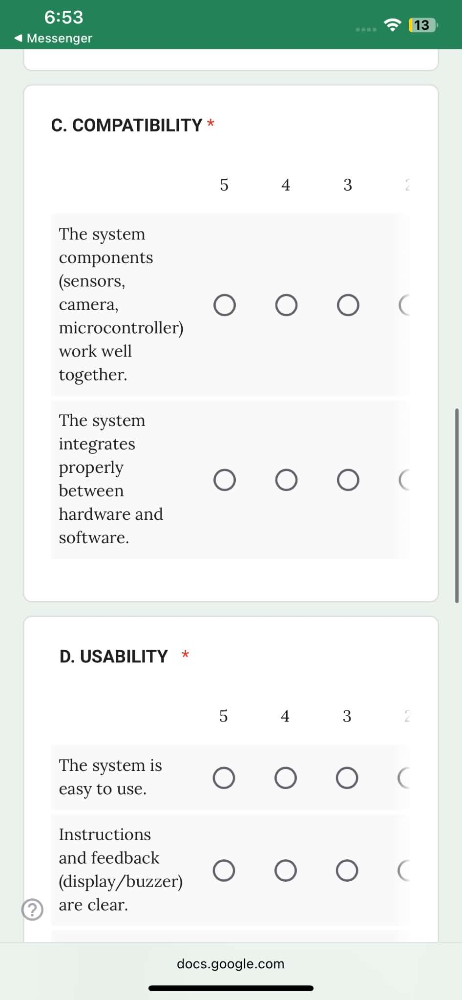 6:53
◀ Messenger
13
C. COMPATIBILITY *
5 4 3 2
The system
components
(sensors,
camera,
microcontroller)
work well
together.
The system
integrates
properly
between
hardware and
software.
D. USABILITY *
5 4 3 2
The system is
easy to use.
Instructions
and feedback
(display/buzzer)
are clear.
?
docs.google.com